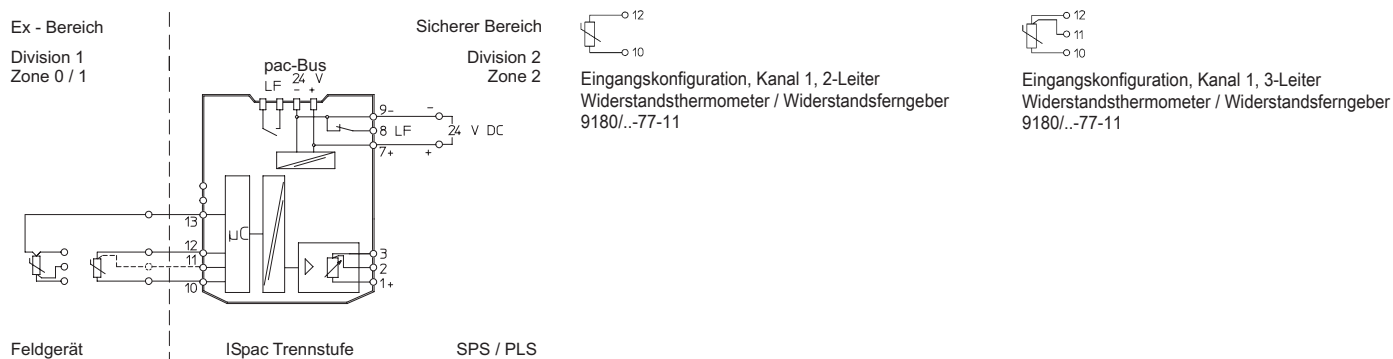 Ex - Bereich
Sicherer Bereich
Division 1
Zone 0 / 1
Division 2
Zone 2
pac-Bus
LF 24 V
- +
9-
8 LF
7+
-
24 V DC
+
13
12
11
10
µC
3
2
1+
Feldgerät
ISpac Trennstufe
SPS / PLS
12
10
Eingangskonfiguration, Kanal 1, 2-Leiter
Widerstandsthermometer / Widerstandsferngeber
9180/..-77-11
12
11
10
Eingangskonfiguration, Kanal 1, 3-Leiter
Widerstandsthermometer / Widerstandsferngeber
9180/..-77-11